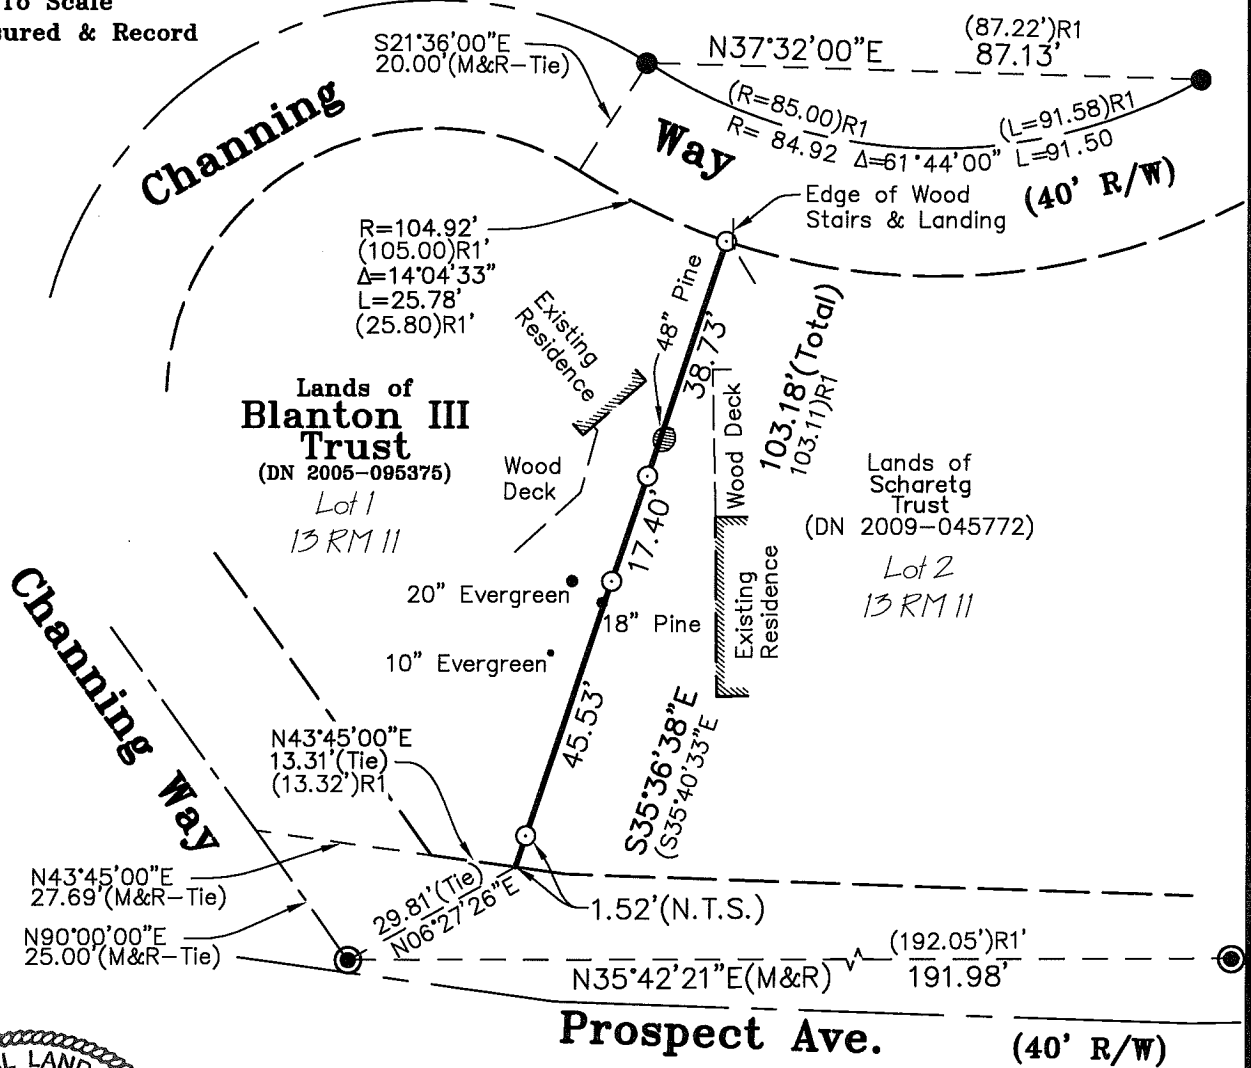 To Scale
ured & Record
S21°36'00"E
20.00'(M&R-Tie)
N37°32'00"E
(87.22')R1
87.13'
(R=85.00)R1
R= 84.92
Δ=61°44'00"
(L=91.58)R1
L=91.50
Channing
Way
(40' R/W)
Edge of Wood
Stairs & Landing
R=104.92'
(105.00)R1'
Δ=14°04'33"
L=25.78'
(25.80)R1'
Existing
Residence
48" Pine
38.73'
103.18'(Total)
103.11)R1
Lands of
Blanton III
Trust
(DN 2005-095375)
Lot 1
13 RM 11
Wood
Deck
Wood Deck
17.40'
Lands of
Scharetg
Trust
(DN 2009-045772)
Lot 2
13 RM 11
20" Evergreen
18" Pine
10" Evergreen
Existing
Residence
Channing Way
45.53'
S35°36'38"E
(S35°40'33"E
N43°45'00"E
13.31'(Tie)
(13.32')R1
N43°45'00"E
27.69'(M&R-Tie)
N90°00'00"E
25.00'(M&R-Tie)
29.81'(Tie)
N06°27'26"E
1.52'(N.T.S.)
(192.05')R1'
N35°42'21"E(M&R)
191.98'
Prospect Ave.
(40' R/W)
L LAND